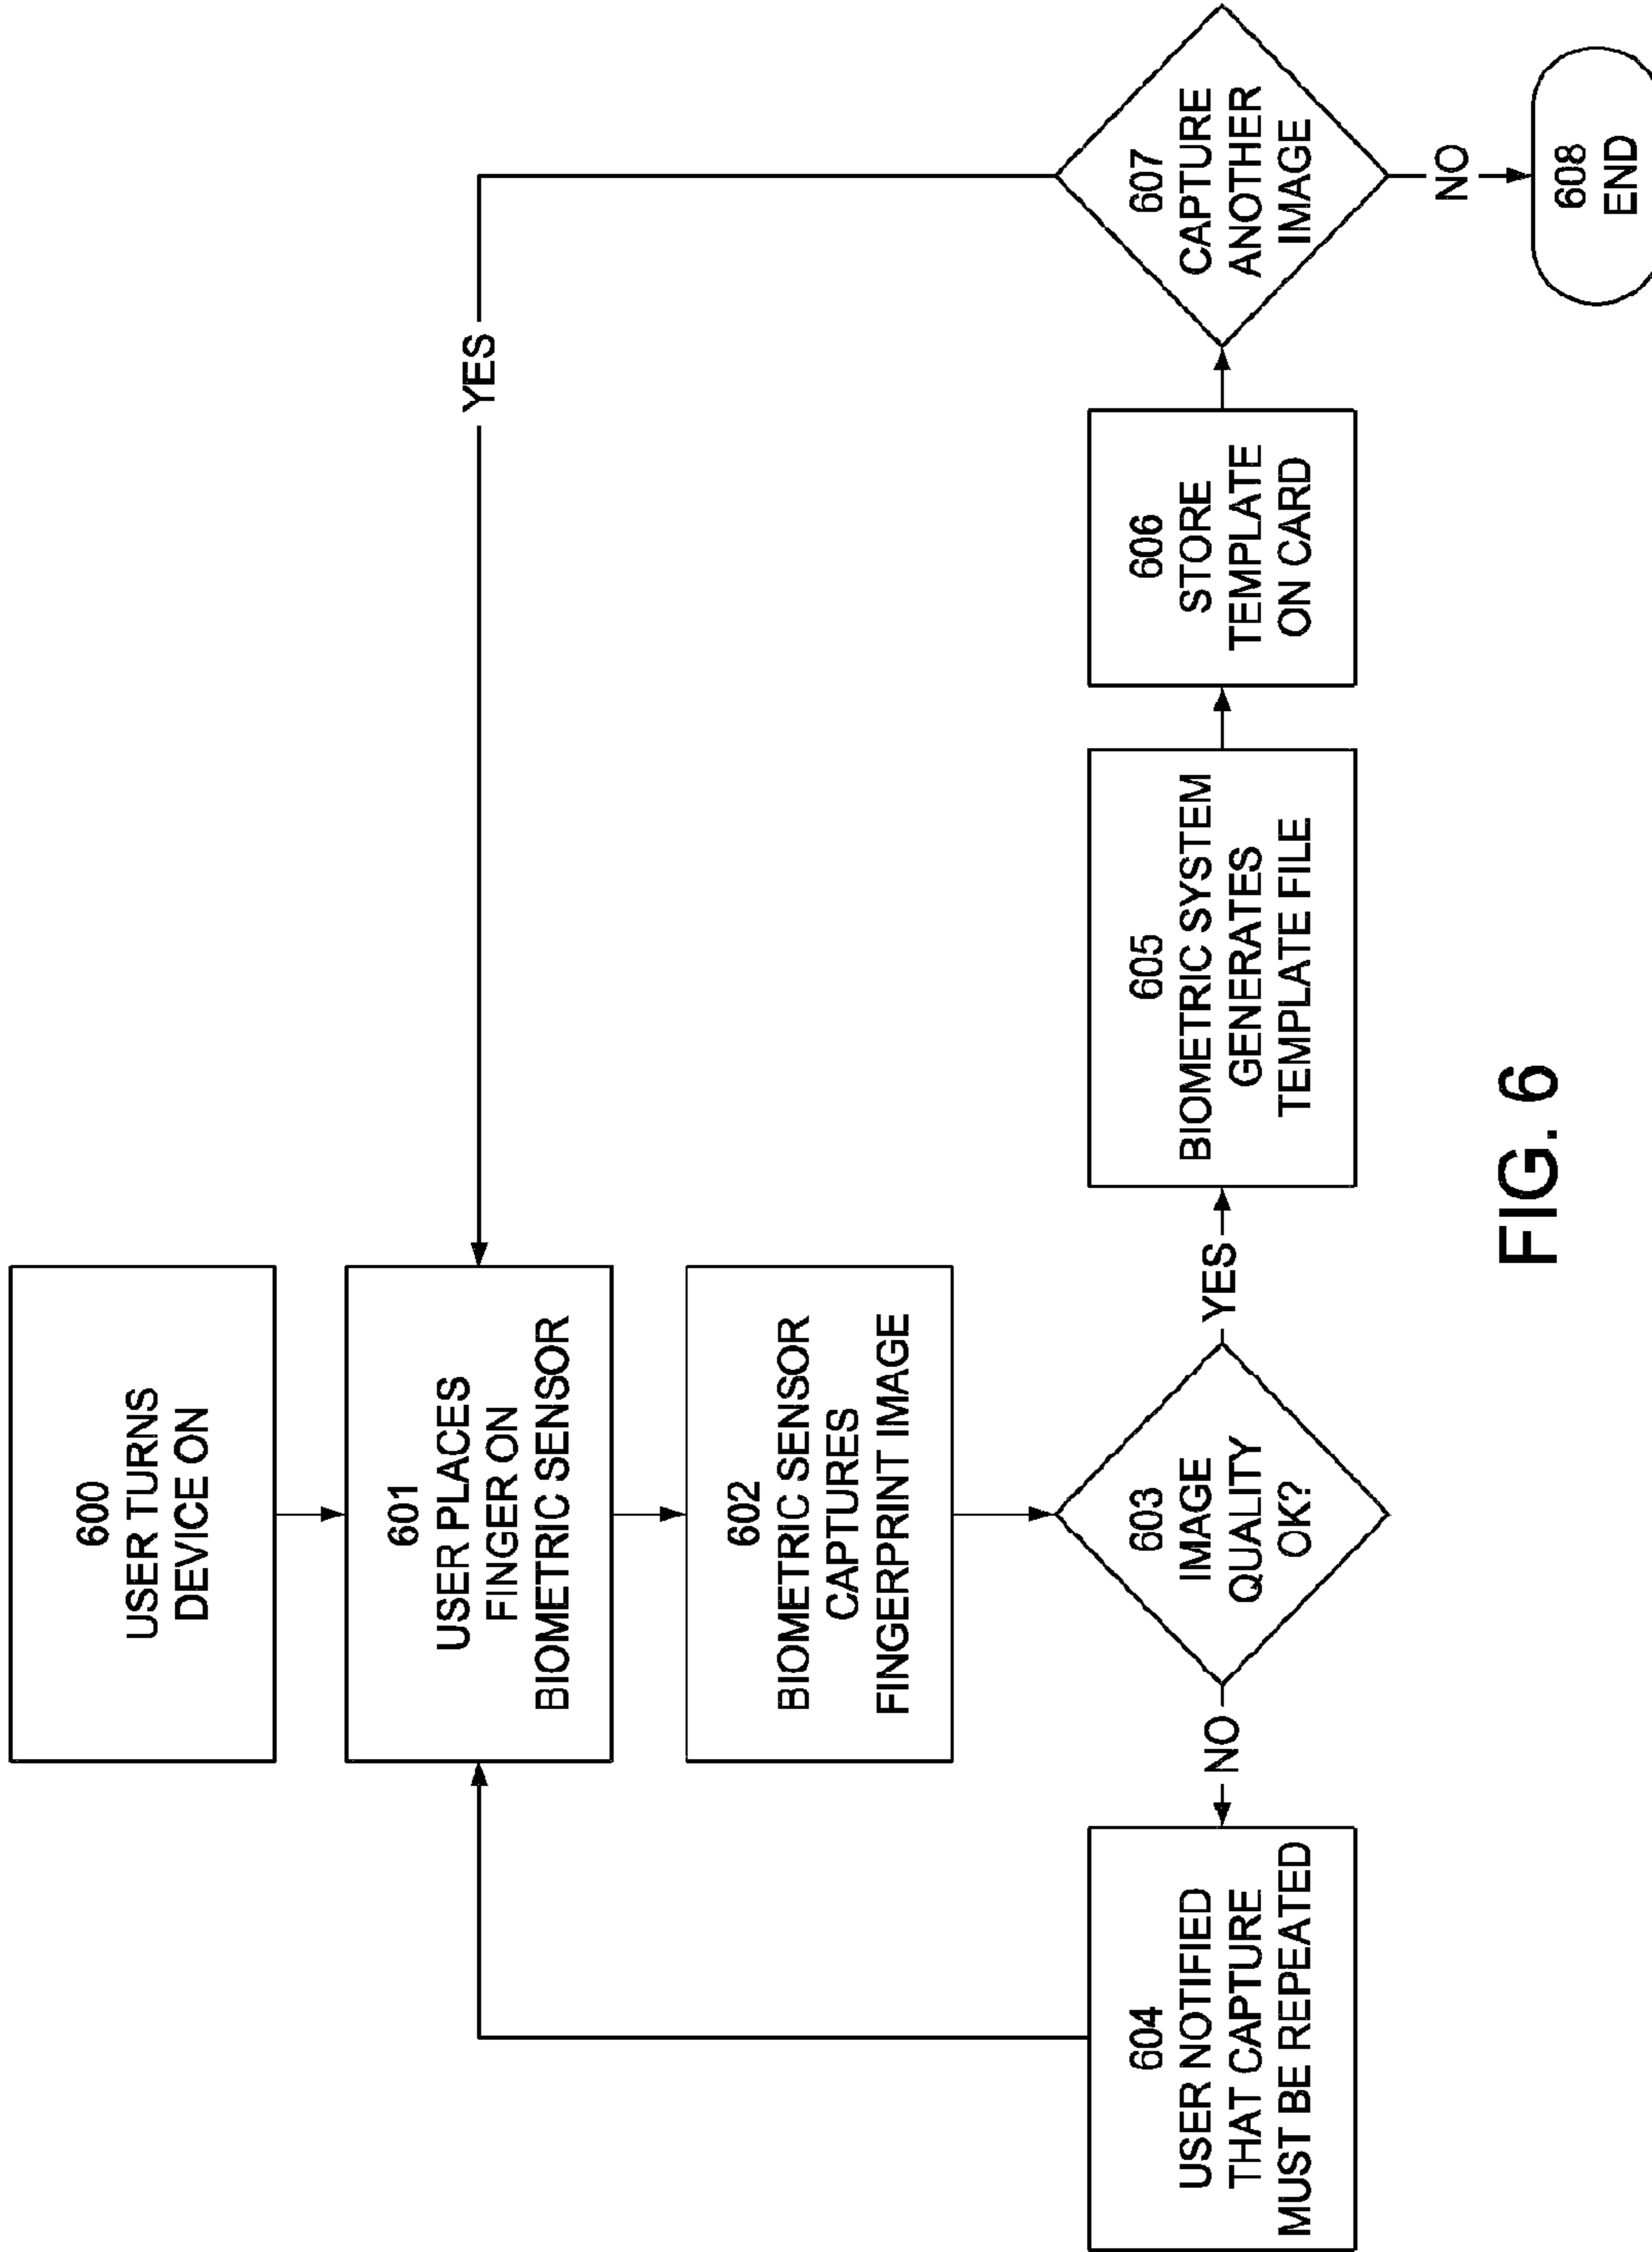 600
USER TURNS
DEVICE ON
601
USER PLACES
FINGER ON
BIOMETRIC SENSOR
602
BIOMETRIC SENSOR
CAPTURES
FINGERPRINT IMAGE
603
IMAGE
QUALITY
OK?
NO
YES
604
USER NOTIFIED
THAT CAPTURE
MUST BE REPEATED
605
BIOMETRIC SYSTEM
GENERATES
TEMPLATE FILE
606
STORE
TEMPLATE
ON CARD
607
CAPTURE
ANOTHER
IMAGE
YES
NO
608
END
FIG. 6